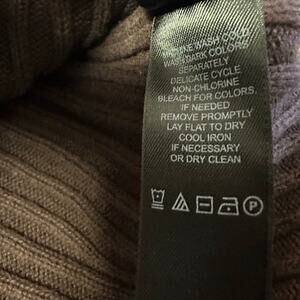 MACHINE WASH COLD
WASH DARK COLORS
SEPARATELY
DELICATE CYCLE
NON-CHLORINE
BLEACH FOR COLORS.
IF NEEDED
REMOVE PROMPTLY
LAY FLAT TO DRY
COOL IRON
IF NECESSARY
OR DRY CLEAN
P